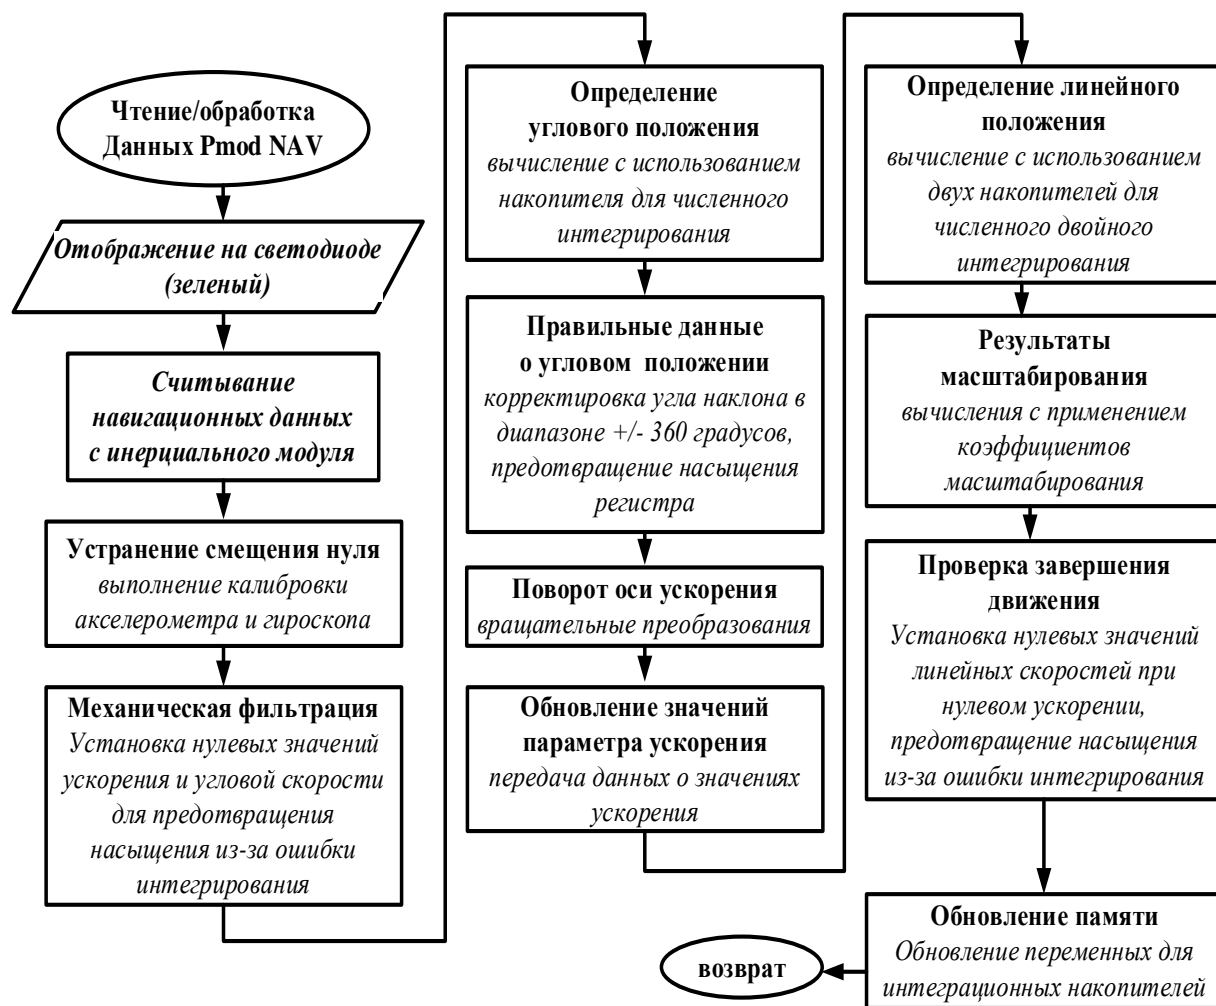 Чтение/обработка
Данных Pmod NAV
Отображение на светодиоде
(зеленый)
Считывание
навигационных данных
с инерциального модуля
Устранение смещения нуля
выполнение калибровки
акселерометра и гироскопа
Механическая фильтрация
Установка нулевых значений
ускорения и угловой скорости
для предотвращения
насыщения из-за ошибки
интегрирования
Определение
углового положения
вычисление с использованием
накопителя для численного
интегрирования
Правильные данные
о угловом положении
корректировка угла наклона в
диапазоне +/- 360 градусов,
предотвращение насыщения
регистра
Поворот оси ускорения
вращательные преобразования
Обновление значений
параметра ускорения
передача данных о значениях
ускорения
Определение линейного
положения
вычисление с использованием
двух накопителей для
численного двойного
интегрирования
Результаты
масштабирования
вычисления с применением
коэффициентов
масштабирования
Проверка завершения
движения
Установка нулевых значений
линейных скоростей при
нулевом ускорении,
предотвращение насыщения
из-за ошибки интегрирования
Обновление памяти
Обновление переменных для
интеграционных накопителей
возврат